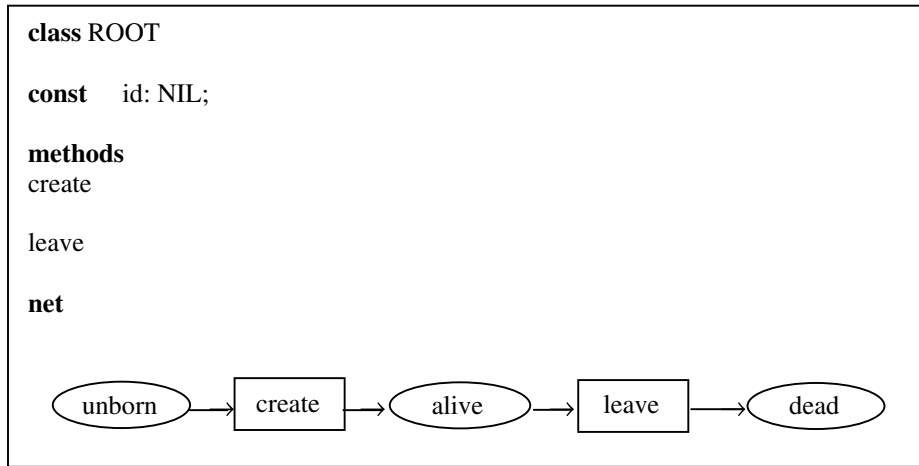 class ROOT
const id: NIL;
methods
create
leave
net
unborn create alive leave dead